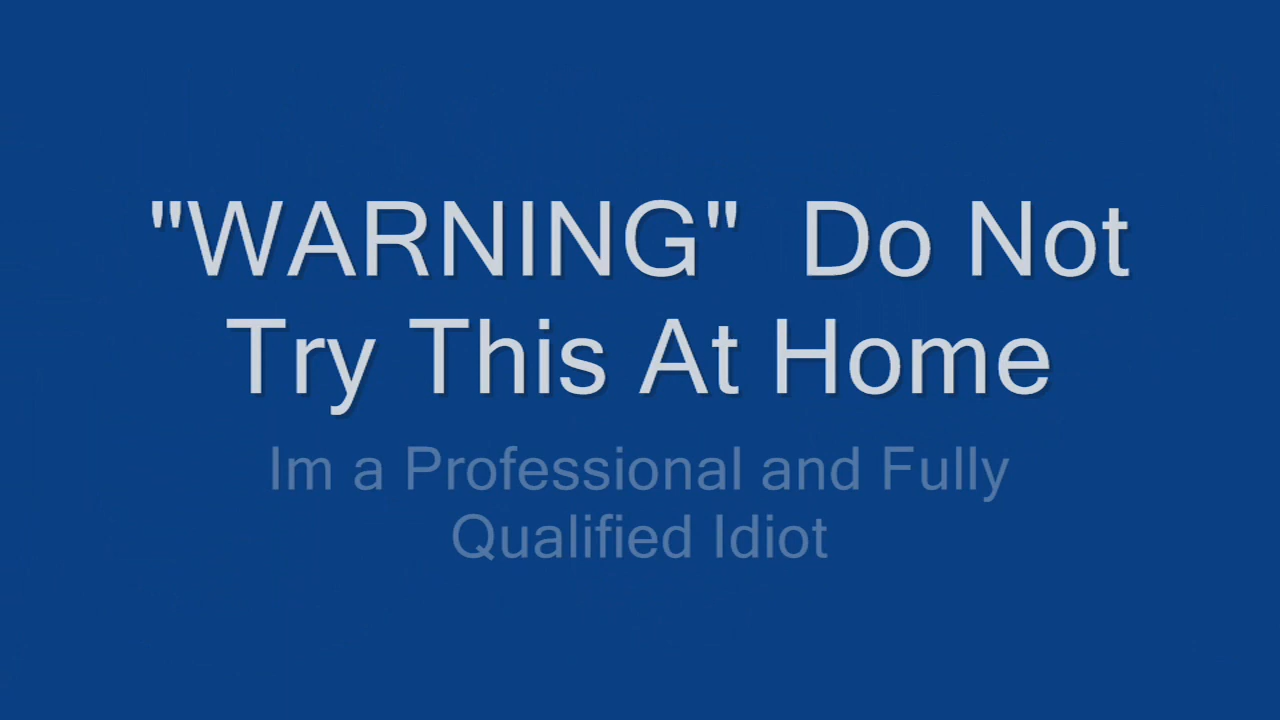 "WARNING"  Do Not
Try This At Home
Im a Professional and Fully
Qualified Idiot